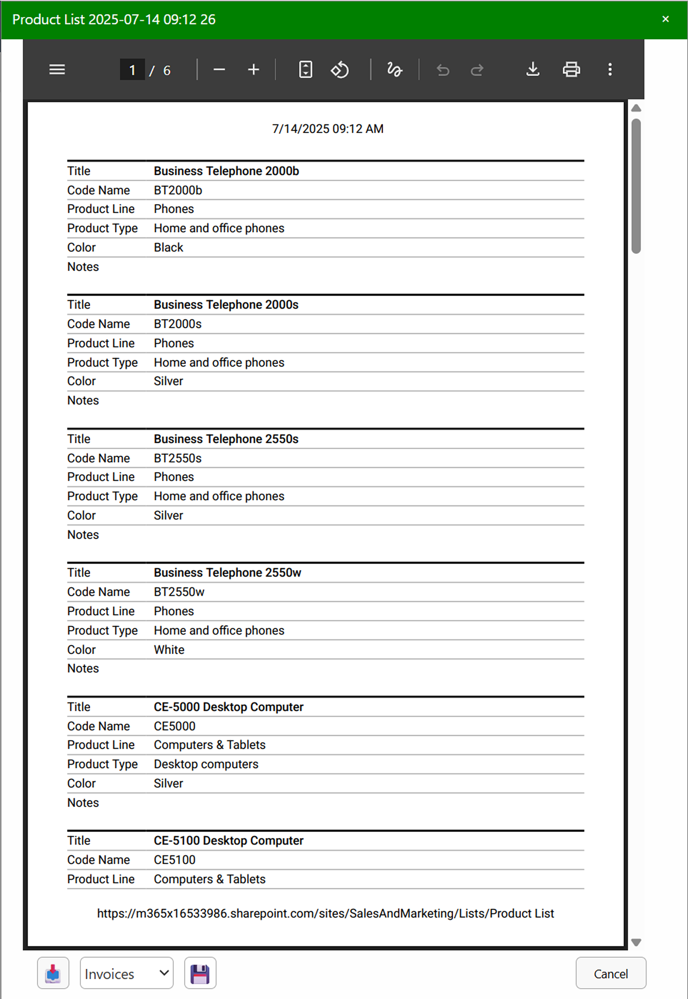 Product List 2025-07-14 09:12 26
1 / 6
7/14/2025 09:12 AM
Title Business Telephone 2000b
Code Name BT2000b
Product Line Phones
Product Type Home and office phones
Color Black
Notes
Title Business Telephone 2000s
Code Name BT2000s
Product Line Phones
Product Type Home and office phones
Color Silver
Notes
Title Business Telephone 2550s
Code Name BT2550s
Product Line Phones
Product Type Home and office phones
Color Silver
Notes
Title Business Telephone 2550w
Code Name BT2550w
Product Line Phones
Product Type Home and office phones
Color White
Notes
Title CE-5000 Desktop Computer
Code Name CE5000
Product Line Computers & Tablets
Product Type Desktop computers
Color Silver
Notes
Title CE-5100 Desktop Computer
Code Name CE5100
Product Line Computers & Tablets
https://m365x16533986.sharepoint.com/sites/SalesAndMarketing/Lists/Product List
Invoices
Cancel